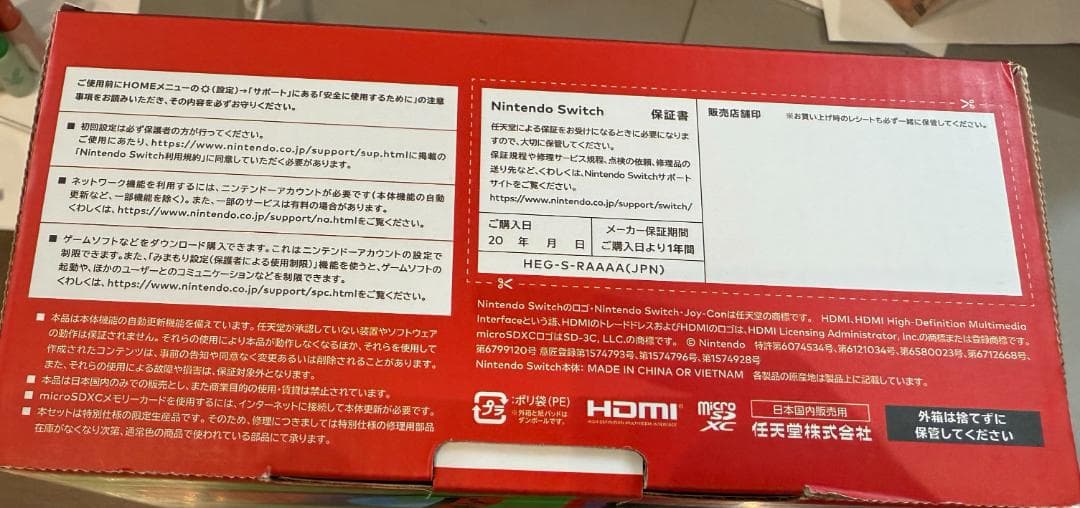 ご使用前にHOMEメニューの(設定)→「サポート」にある「安全に使用するために」の注意
事項をお読みいただき、その内容を必ずお守りください。
■ 初回設定は必ず保護者の方が行ってください。
ご使用にあたり、https://www.nintendo.co.jp/support/sup.htmlに掲載の
「Nintendo Switch利用規約」に同意していただく必要があります。
■ ネットワーク機能を利用するには、ニンテンドーアカウントが必要です(本体機能の自動
更新など、一部機能を除く)。また、一部のサービスは有料の場合があります。
くわしくは、https://www.nintendo.co.jp/support/na.htmlをご覧ください。
■ ゲームソフトなどをダウンロード購入できます。これはニンテンドーアカウントの設定で
制限できます。また、「みまもり設定(保護者による使用制限)」機能を使うと、ゲームソフトの
起動や、ほかのユーザーとのコミュニケーションなどを制限できます。
くわしくは、https://www.nintendo.co.jp/support/spc.htmlをご覧ください。
■ 本品は本体機能の自動更新機能を備えています。任天堂が承認していない装置やソフトウェア
の動作は保証されません。それらの使用により本品が動作しなくなるほか、それらを使用して
作成されたコンテンツは、事前の告知や同意なく変更あるいは削除されることがあります。
また、それらの使用による故障や損害は、保証対象外となります。
■ 本品は日本国内のみでの販売とし、また商業目的の使用・賃貸は禁止されています。
■ microSDXCメモリーカードを使用するには、インターネットに接続して本体更新が必要です。
■ 本セットは特別仕様の限定生産品です。そのため、修理につきましては特別仕様の修理用部品
在庫がなくなり次第、通常色の商品で使われている部品にて承ります。
Nintendo Switch 保証書
任天堂による保証をお受けになるときに必要になりま
すので、大切に保管してください。
保証規程や修理サービス規程、点検の依頼、修理品の
送り先など、くわしくは、Nintendo Switchサポート
サイトをご覧ください。
https://www.nintendo.co.jp/support/switch/
ご購入日
20 年 月 日
メーカー保証期間
ご購入日より1年間
HEG-S-RAAAA(JPN)
販売店舗印 ※お買い上げ時のレシートも必ず一緒に保管してください。
Nintendo Switchのロゴ・Nintendo Switch・Joy-Conは任天堂の商標です。 HDMI、HDMI High-Definition Multimedia
Interfaceという語、HDMIのトレードドレスおよびHDMIのロゴは、HDMI Licensing Administrator, Inc.の商標または登録商標です。
microSDXCロゴはSD-3C, LLC.の商標です。 © Nintendo 特許第6074534号、第6121034号、第6580023号、第6712668号、
第6799120号 意匠登録第1574793号、第1574796号、第1574928号
Nintendo Switch本体: MADE IN CHINA OR VIETNAM 各製品の原産地は製品上に記載しています。
プラ
:ポリ袋(PE)
※外箱と紙パッドは
ダンボールです。
HDMI
HIGH-DEFINITION MULTIMEDIA INTERFACE
micro
SD
XC
日本国内販売用
任天堂株式会社
外箱は捨てずに
保管してください